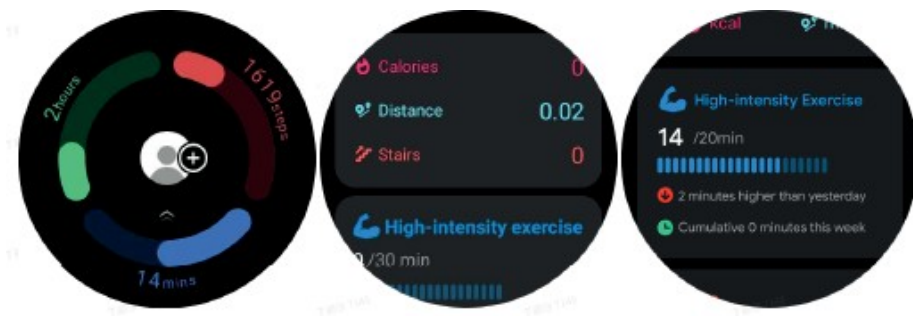 2hours
1619steps
14mins
Calories 0
Distance 0.02
Stairs 0
High-intensity exercise
/30 min
kcal
High-intensity Exercise
14 /20min
2 minutes higher than yesterday
Cumulative 0 minutes this week